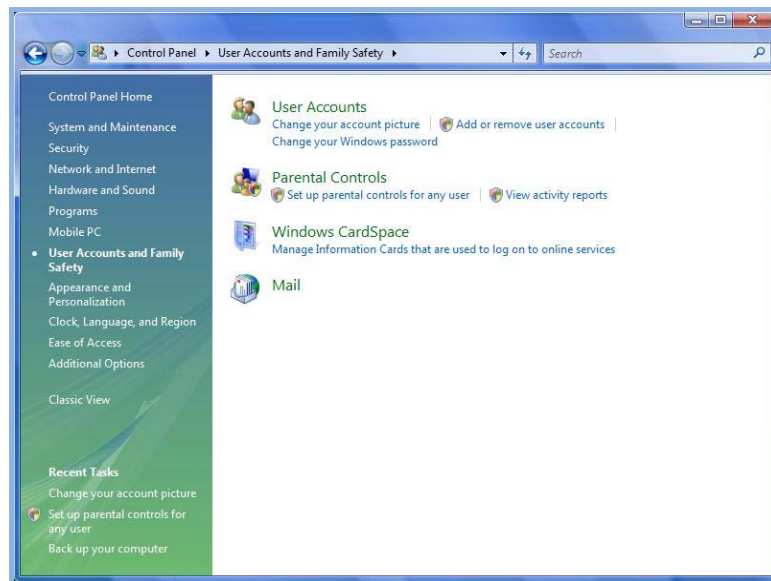 Control Panel
User Accounts and Family Safety
Search
Control Panel Home
System and Maintenance
Security
Network and Internet
Hardware and Sound
Programs
Mobile PC
User Accounts and Family
Safety
Appearance and
Personalization
Clock, Language, and Region
Ease of Access
Additional Options
Classic View
Recent Tasks
Change your account picture
Set up parental controls for
any user
Back up your computer
User Accounts
Change your account picture
Add or remove user accounts
Change your Windows password
Parental Controls
Set up parental controls for any user
View activity reports
Windows CardSpace
Manage Information Cards that are used to log on to online services
Mail